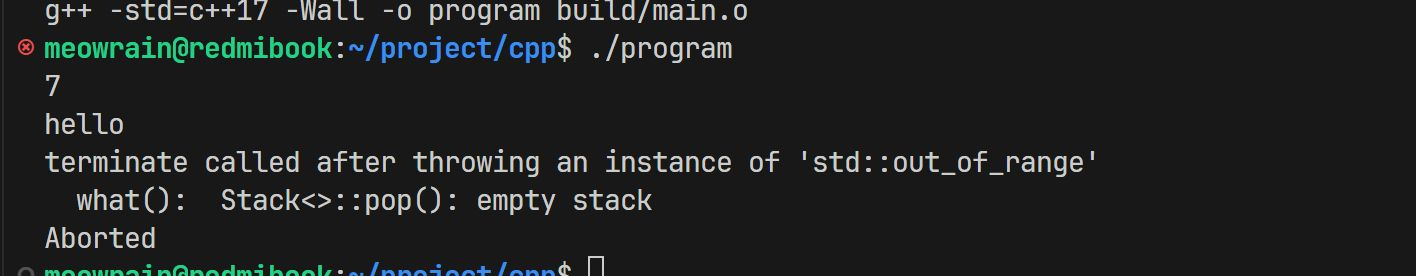 g++ -std=c++17 -Wall -o program build/main.o
meowrain@redmibook:~/project/cpp$ ./program
7
hello
terminate called after throwing an instance of 'std::out_of_range'
  what():  Stack<>::pop(): empty stack
Aborted
meowrain@redmibook:~/project/cpp$